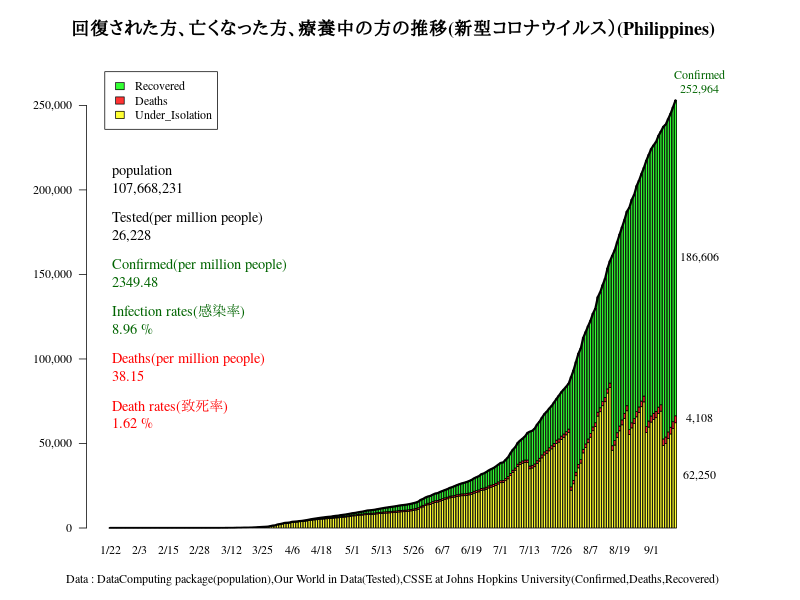 回復された方、亡くなった方、療養中の方の推移(新型コロナウイルス）(Philippines)
Confirmed
252,964
Recovered
Deaths
Under_Isolation
250,000
200,000
150,000
100,000
50,000
0
population
107,668,231
Tested(per million people)
26,228
Confirmed(per million people)
2349.48
Infection rates(感染率)
8.96 %
Deaths(per million people)
38.15
Death rates(致死率)
1.62 %
186,606
4,108
62,250
1/22 2/3 2/15 2/28 3/12 3/25 4/6 4/18 5/1 5/13 5/26 6/7 6/19 7/1 7/13 7/26 8/7 8/19 9/1
Data : DataComputing package(population),Our World in Data(Tested),CSSE at Johns Hopkins University(Confirmed,Deaths,Recovered)